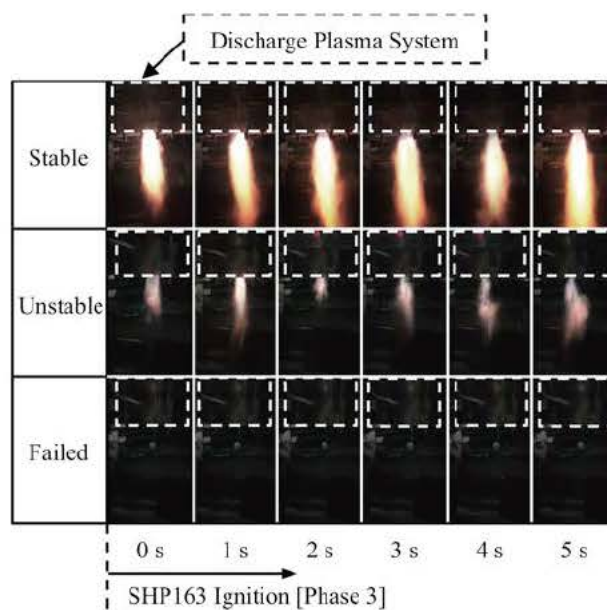 Discharge Plasma System
Stable
Unstable
Failed
0 s 1 s 2 s 3 s 4 s 5 s
SHP163 Ignition [Phase 3]